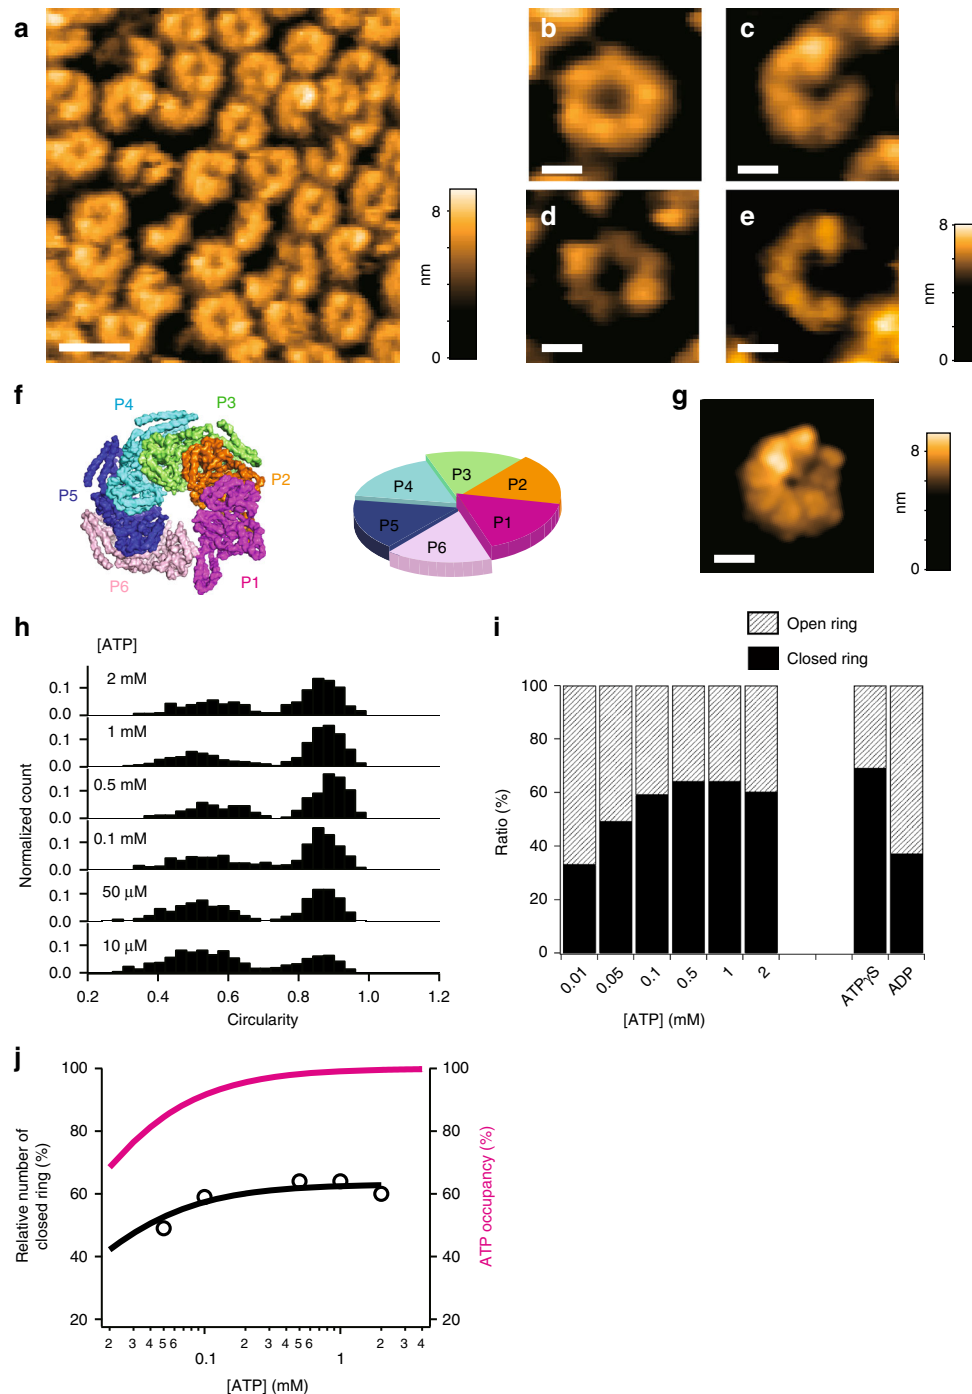 a
8
nm
0
b
c
d
e
8
nm
0
f
P4
P3
P2
P5
P6
P1
P3
P4
P2
P5
P1
P6
g
8
nm
0
h
[ATP]
2 mM
0.1
0.0
1 mM
0.1
0.0
0.5 mM
0.1
0.0
0.1 mM
0.1
0.0
50 μM
0.1
0.0
10 μM
0.1
0.0
0.2 0.4 0.6 0.8 1.0 1.2
Normalized count
Circularity
i
Open ring
Closed ring
100
80
60
40
20
0
Ratio (%)
0.01 0.05 0.1 0.5 1 2 ATPγS ADP
[ATP] (mM)
j
100
80
60
40
20
Relative number of
closed ring (%)
100
80
60
40
20
ATP occupancy (%)
2 3 4 5 6 2 3 4 5 6 2 3 4
0.1 1
[ATP] (mM)